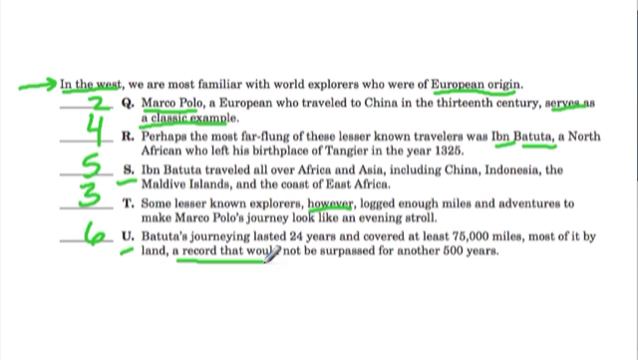 In the west, we are most familiar with world explorers who were of European origin.
2 Q. Marco Polo, a European who traveled to China in the thirteenth century, serves as
a classic example.
4 R. Perhaps the most far-flung of these lesser known travelers was Ibn Batuta, a North
African who left his birthplace of Tangier in the year 1325.
5 S. Ibn Batuta traveled all over Africa and Asia, including China, Indonesia, the
Maldive Islands, and the coast of East Africa.
3 T. Some lesser known explorers, however, logged enough miles and adventures to
make Marco Polo's journey look like an evening stroll.
6 U. Batuta's journeying lasted 24 years and covered at least 75,000 miles, most of it by
land, a record that would not be surpassed for another 500 years.